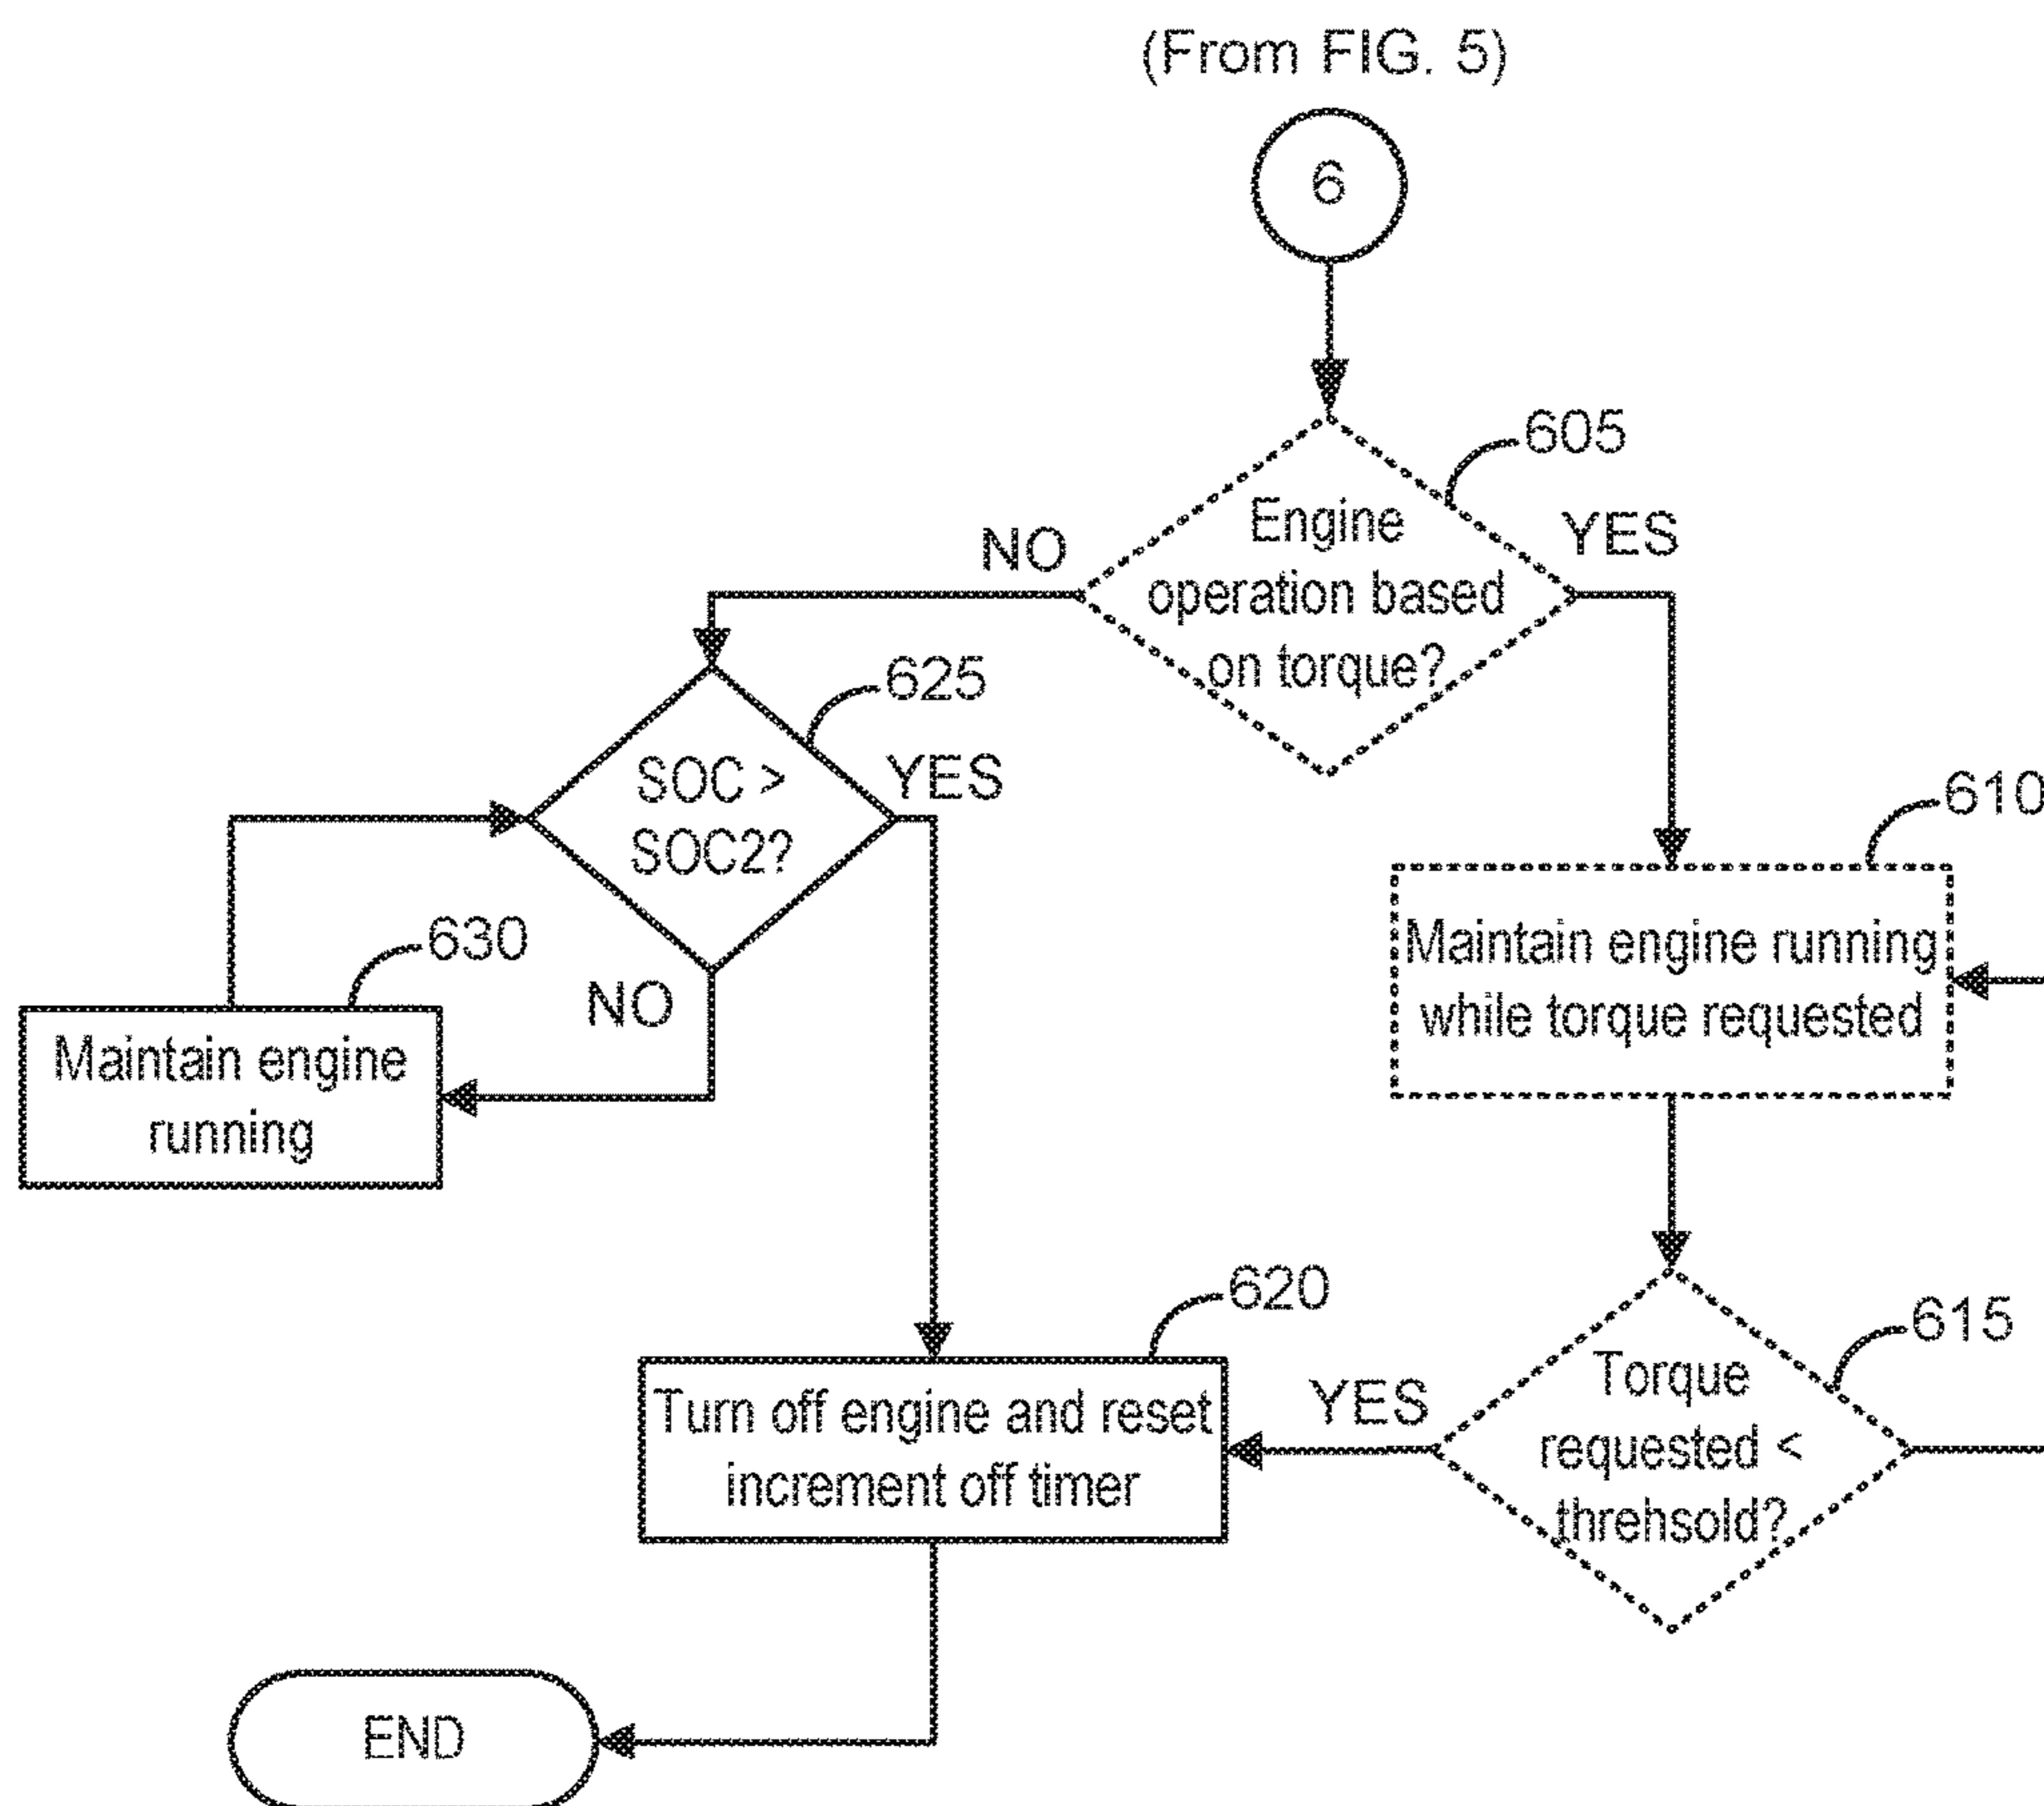 (From FIG. 5)
6
605
Engine
operation based
on torque?
NO
YES
625
SOC >
SOC2?
YES
NO
610
Maintain engine running
while torque requested
630
Maintain engine
running
620
Turn off engine and reset
increment off timer
615
Torque
requested <
threhsold?
YES
END